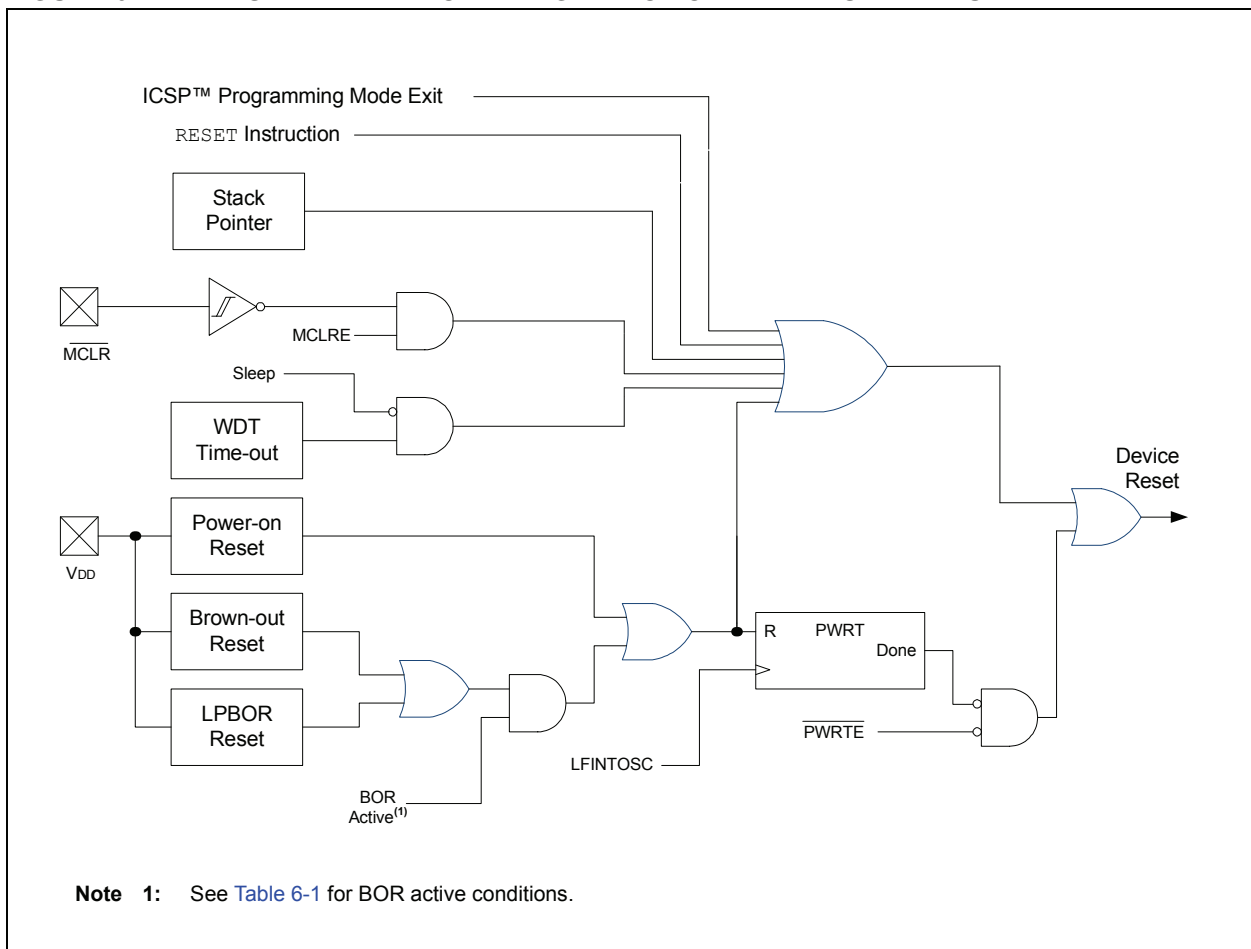 ICSP™ Programming Mode Exit
RESET Instruction
Stack
Pointer
MCLR
MCLRE
Sleep
WDT
Time-out
Device
Reset
VDD
Power-on
Reset
Brown-out
Reset
LPBOR
Reset
R PWRT
Done
PWRTE
LFINTOSC
BOR
Active(1)
Note 1: See Table 6-1 for BOR active conditions.